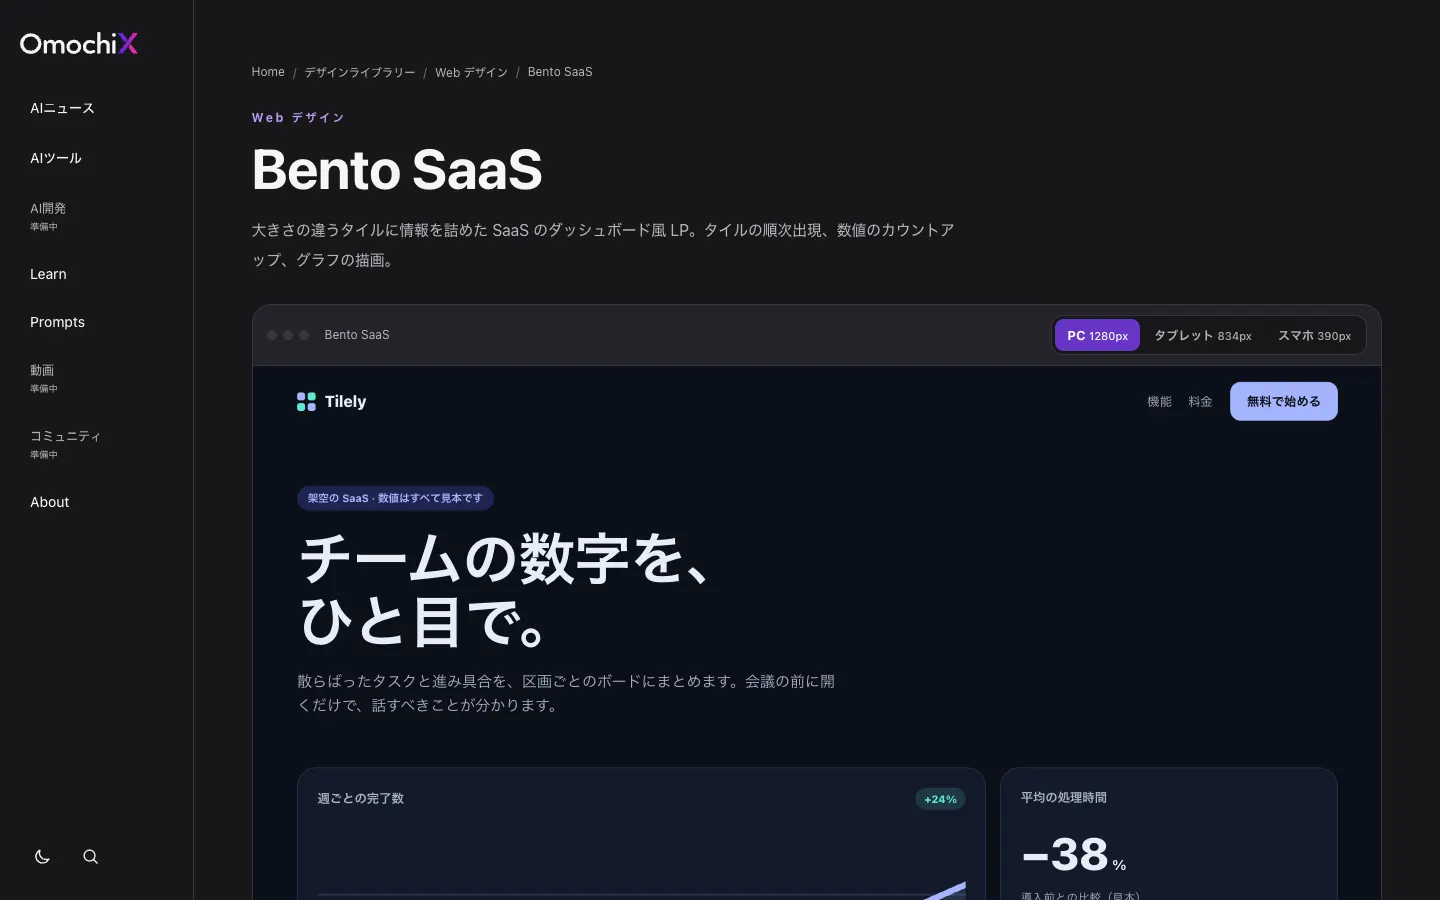 OmochiX
AIニュース
AIツール
AI開発
準備中
Learn
Prompts
動画
準備中
コミュニティ
準備中
About
Home / デザインライブラリー / Web デザイン / Bento SaaS
Web デザイン
Bento SaaS
大きさの違うタイルに情報を詰めた SaaS のダッシュボード風 LP。タイルの順次出現、数値のカウントア
ップ、グラフの描画。
Bento SaaS
PC 1280px タブレット 834px スマホ 390px
Tilely
機能 料金 無料で始める
架空の SaaS · 数値はすべて見本です
チームの数字を、
ひと目で。
散らばったタスクと進み具合を、区画ごとのボードにまとめます。会議の前に開
くだけで、話すべきことが分かります。
週ごとの完了数
+24%
平均の処理時間
−38%
導入前との比較（見本）